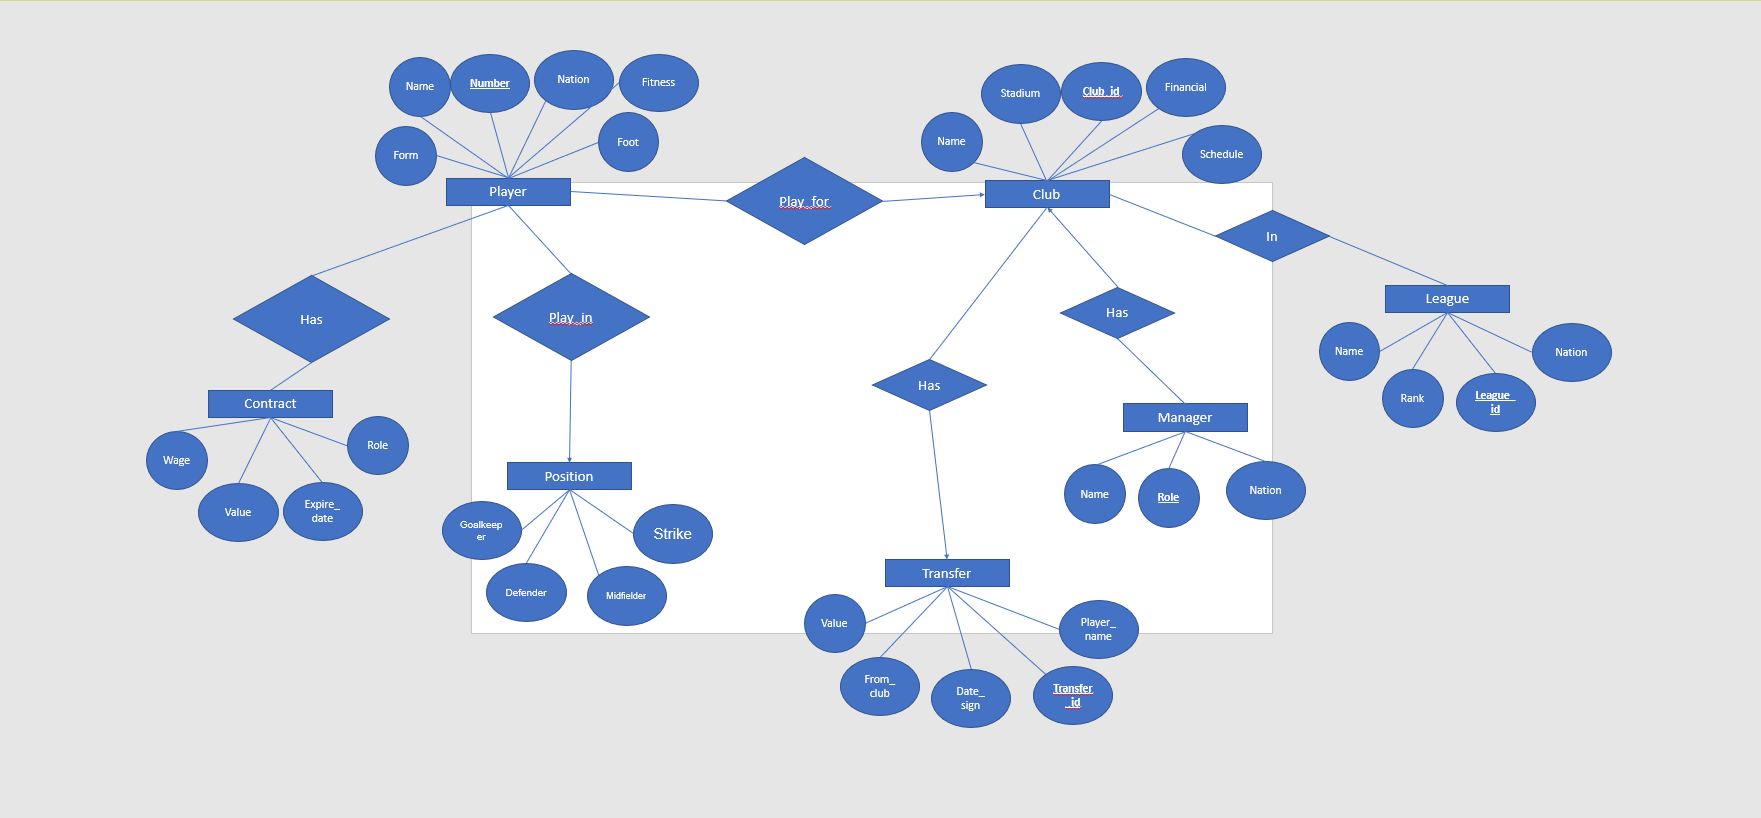 Name
Number
Nation
Fitness
Form
Foot
Player
Stadium
Club_id
Financial
Name
Schedule
Play_for
Club
In
Has
Play_in
Has
Has
League
Name
Nation
Rank
League_
id
Contract
Wage
Role
Value
Expire_
date
Position
Goalkeep
er
Strike
Defender
Midfielder
Manager
Name
Role
Nation
Transfer
Value
Player_
name
From_
club
Date_
sign
Transfer
_id